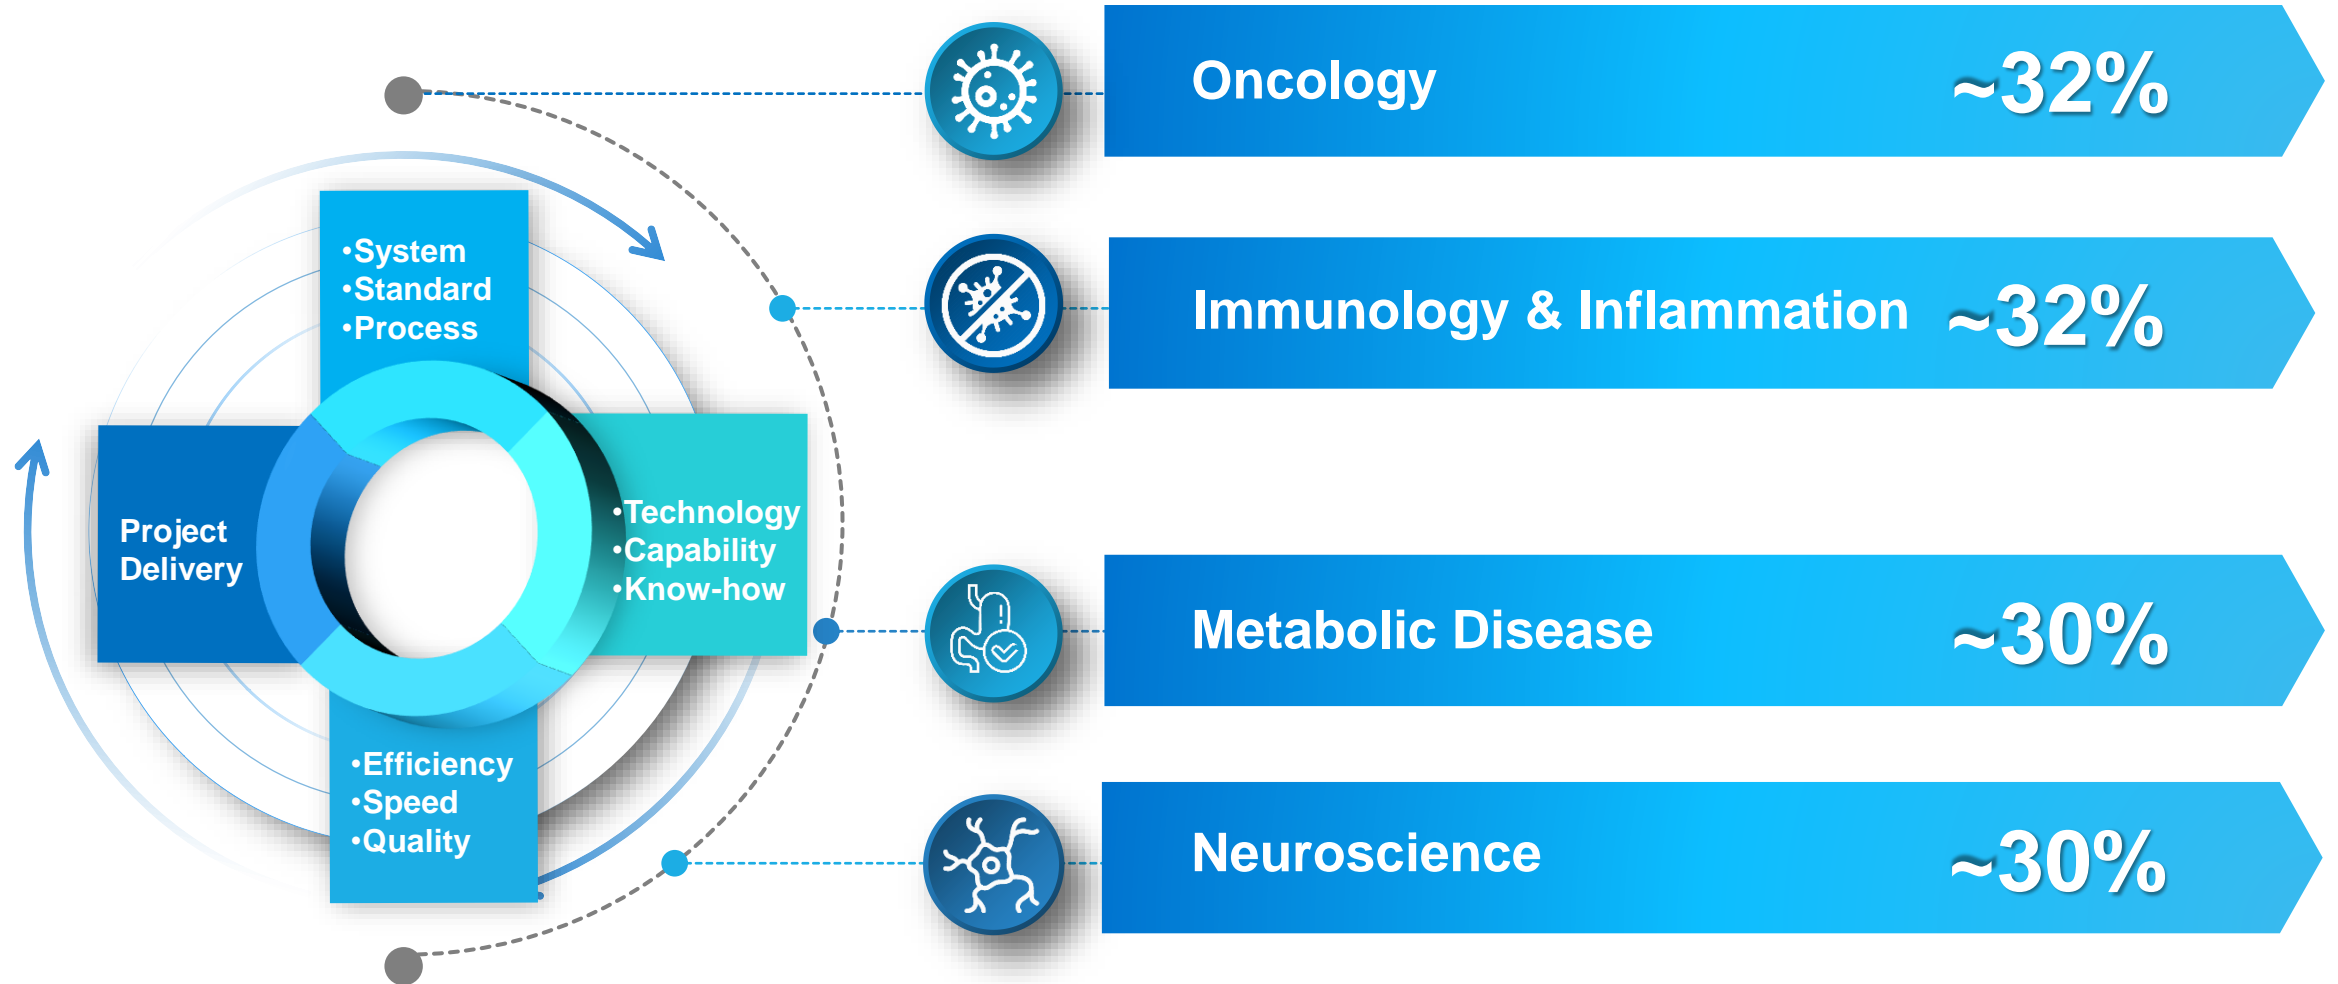 •System
•Standard
•Process
Project
Delivery
•Technology
•Capability
•Know-how
•Efficiency
•Speed
•Quality
Oncology ~32%
Immunology & Inflammation ~32%
Metabolic Disease ~30%
Neuroscience ~30%